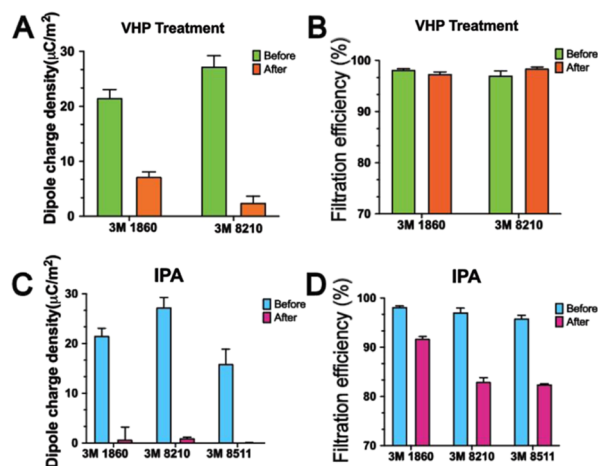 A
VHP Treatment
Dipole charge density(µC/m²)
30
20
10
0
Before
After
3M 1860
3M 8210
B
VHP Treatment
Filtration efficiency (%)
100
90
80
70
Before
After
3M 1860
3M 8210
C
IPA
Dipole charge density(µC/m²)
30
20
10
0
Before
After
3M 1860
3M 8210
3M 8511
D
IPA
Filtration efficiency (%)
100
90
80
70
Before
After
3M 1860
3M 8210
3M 8511